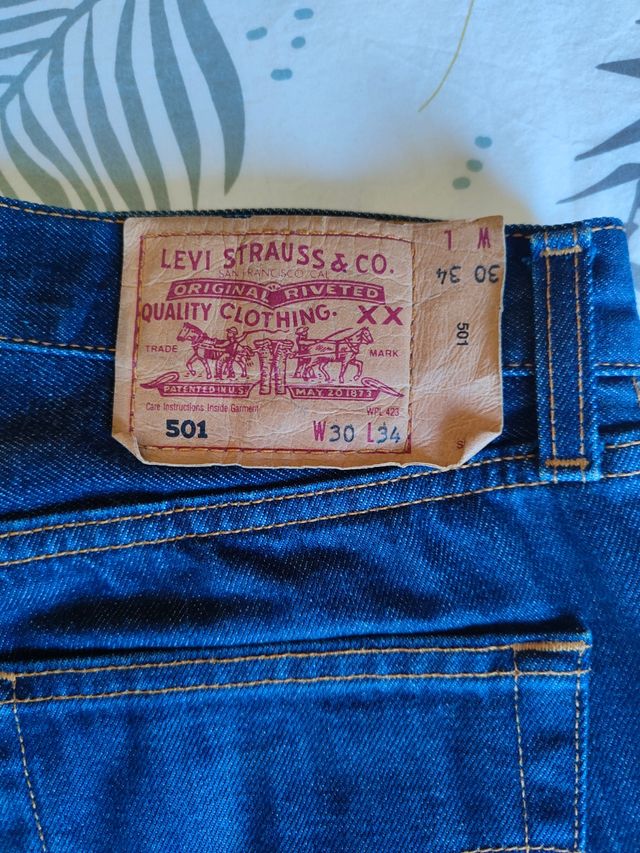 LEVI STRAUSS & CO.
SAN FRANCISCO, CAL.
ORIGINAL RIVETED
QUALITY CLOTHING. XX
TRADE MARK
PATENTED IN U.S. MAY 20 1873
Care Instructions Inside Garment WPL 423
501 W30 L34
S
W L
30 34
501